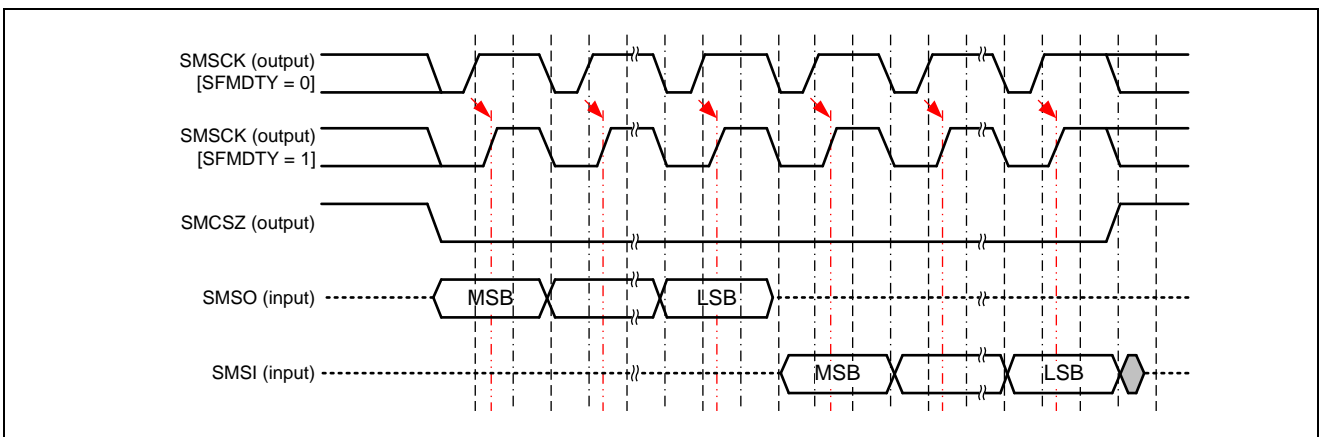 SMSCK (output)
[SFMDTY = 0]
SMSCK (output)
[SFMDTY = 1]
SMCSZ (output)
SMSO (input)
MSB
LSB
SMSI (input)
MSB
LSB